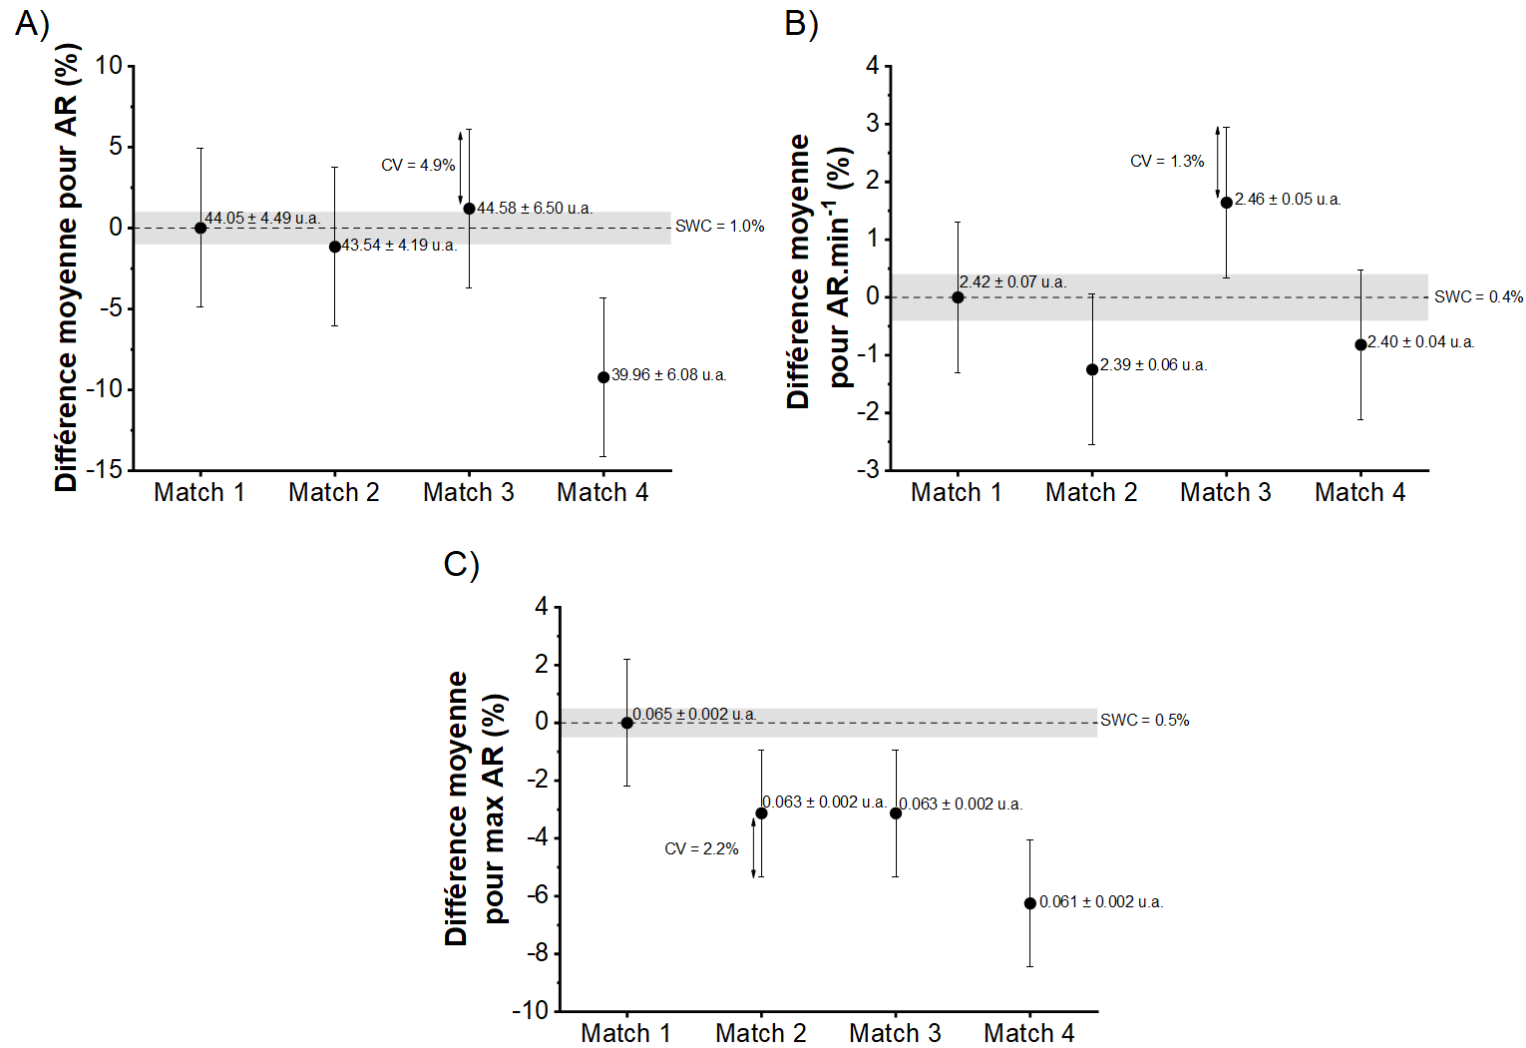 A)
Différence moyenne pour AR (%)
10
5
0
-5
-10
-15
CV = 4.9%
44.05 ± 4.49 u.a.
43.54 ± 4.19 u.a.
44.58 ± 6.50 u.a.
39.96 ± 6.08 u.a.
SWC = 1.0%
Match 1
Match 2
Match 3
Match 4
B)
Différence moyenne
pour AR.min⁻¹ (%)
4
3
2
1
0
-1
-2
-3
CV = 1.3%
2.42 ± 0.07 u.a.
2.39 ± 0.06 u.a.
2.46 ± 0.05 u.a.
2.40 ± 0.04 u.a.
SWC = 0.4%
Match 1
Match 2
Match 3
Match 4
C)
Différence moyenne
pour max AR (%)
4
2
0
-2
-4
-6
-8
-10
0.065 ± 0.002 u.a.
0.063 ± 0.002 u.a.
0.063 ± 0.002 u.a.
0.061 ± 0.002 u.a.
CV = 2.2%
SWC = 0.5%
Match 1
Match 2
Match 3
Match 4